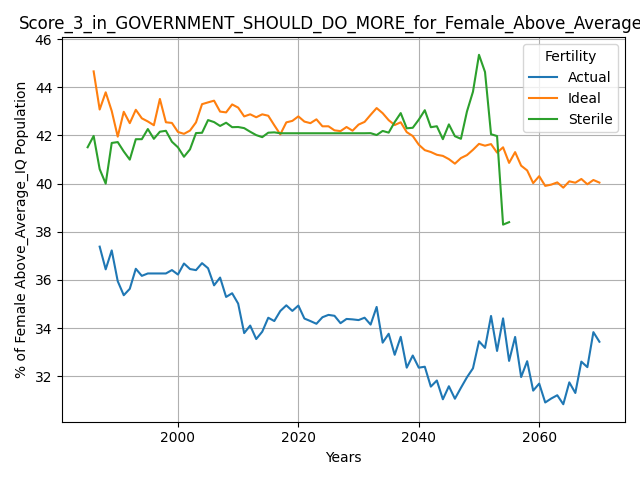 Score_3_in_GOVERNMENT_SHOULD_DO_MORE_for_Female_Above_Average
46
44
42
40
38
36
34
32
% of Female Above_Average_IQ Population
Fertility
Actual
Ideal
Sterile
2000
2020
2040
2060
Years